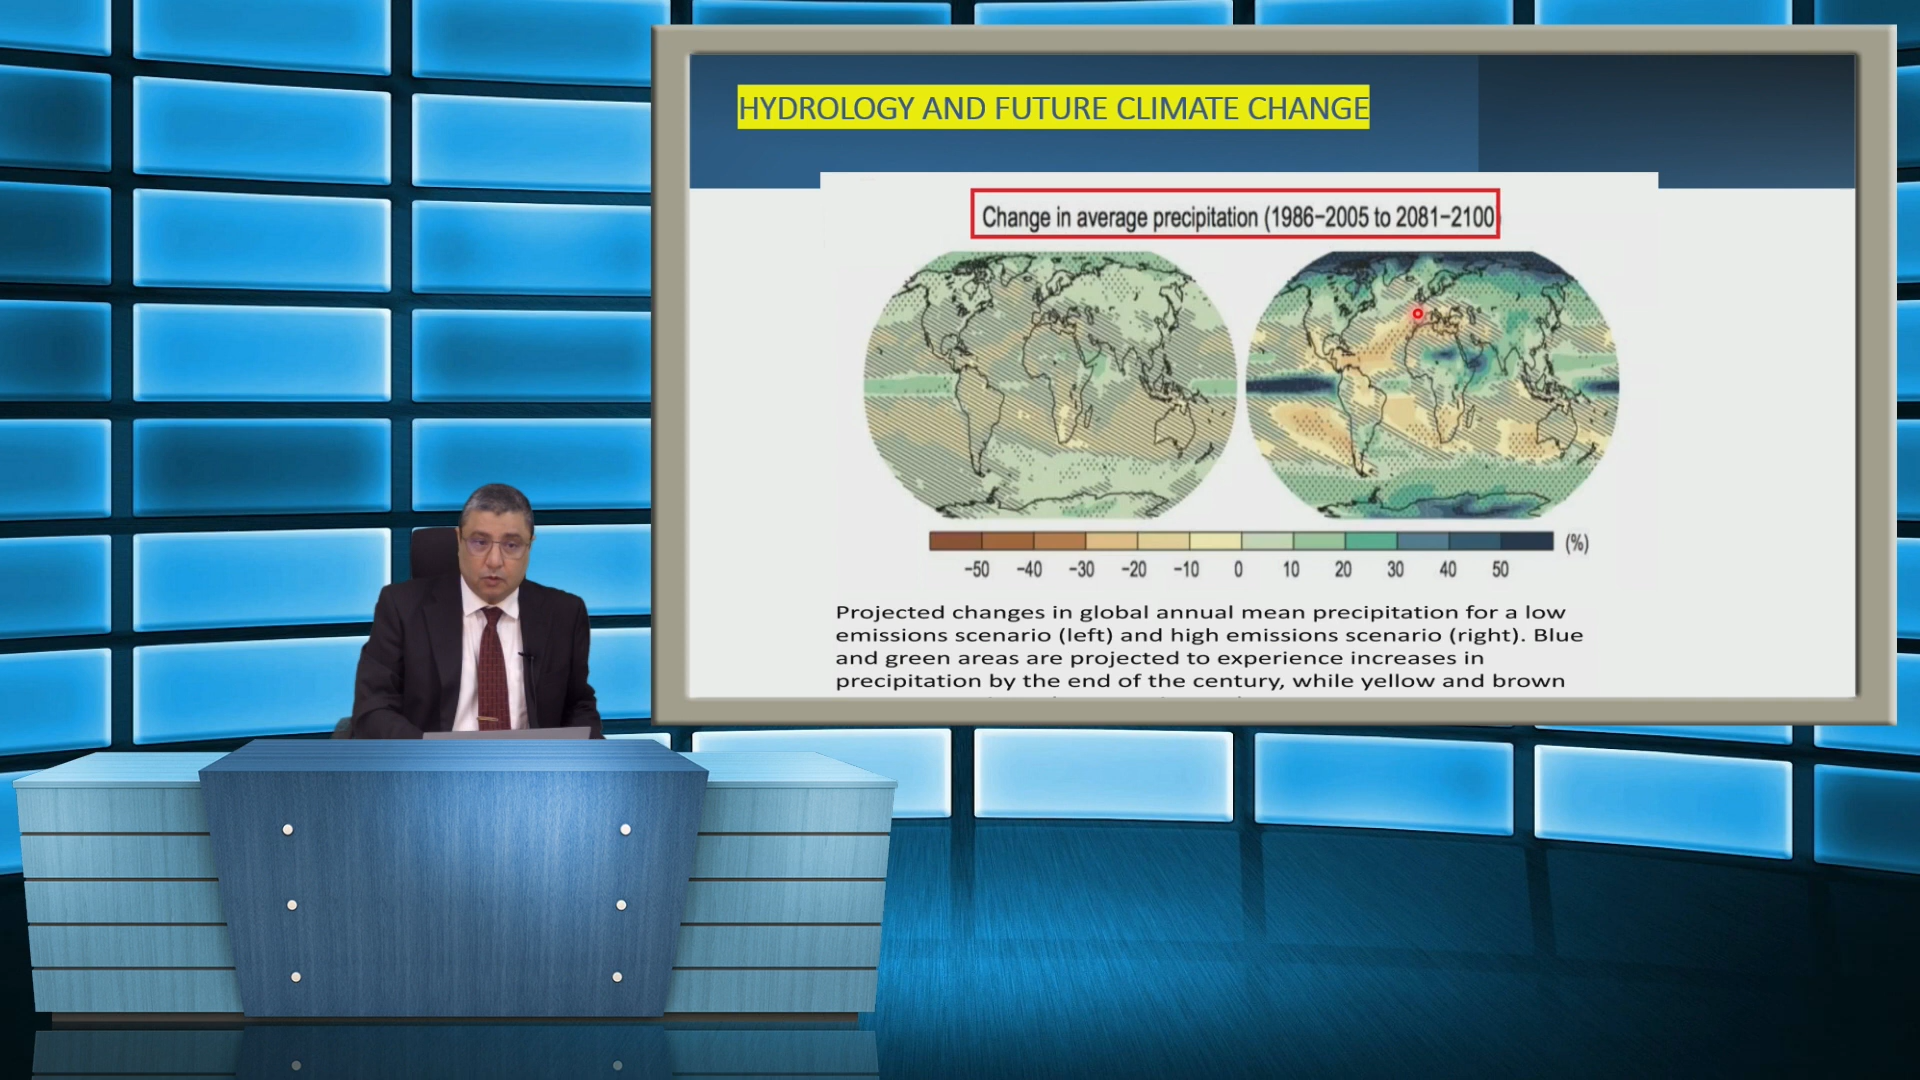 HYDROLOGY AND FUTURE CLIMATE CHANGE
Change in average precipitation (1986−2005 to 2081−2100
(%)
−50 −40 −30 −20 −10 0 10 20 30 40 50
Projected changes in global annual mean precipitation for a low
emissions scenario (left) and high emissions scenario (right). Blue
and green areas are projected to experience increases in
precipitation by the end of the century, while yellow and brown